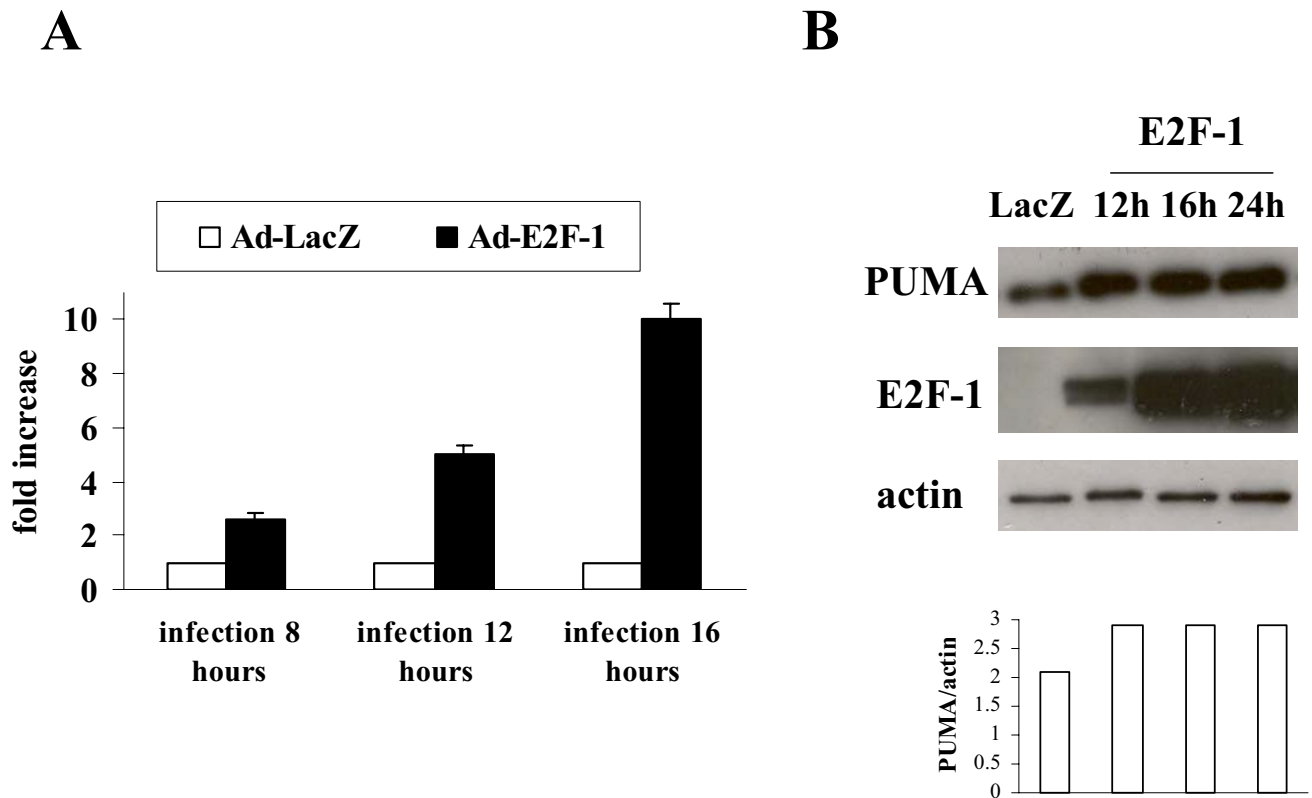 A
Ad-LacZ Ad-E2F-1
fold increase
10
8
6
4
2
0
infection 8
hours
infection 12
hours
infection 16
hours
B
E2F-1
LacZ 12h 16h 24h
PUMA
E2F-1
actin
PUMA/actin
3
2.5
2
1.5
1
0.5
0